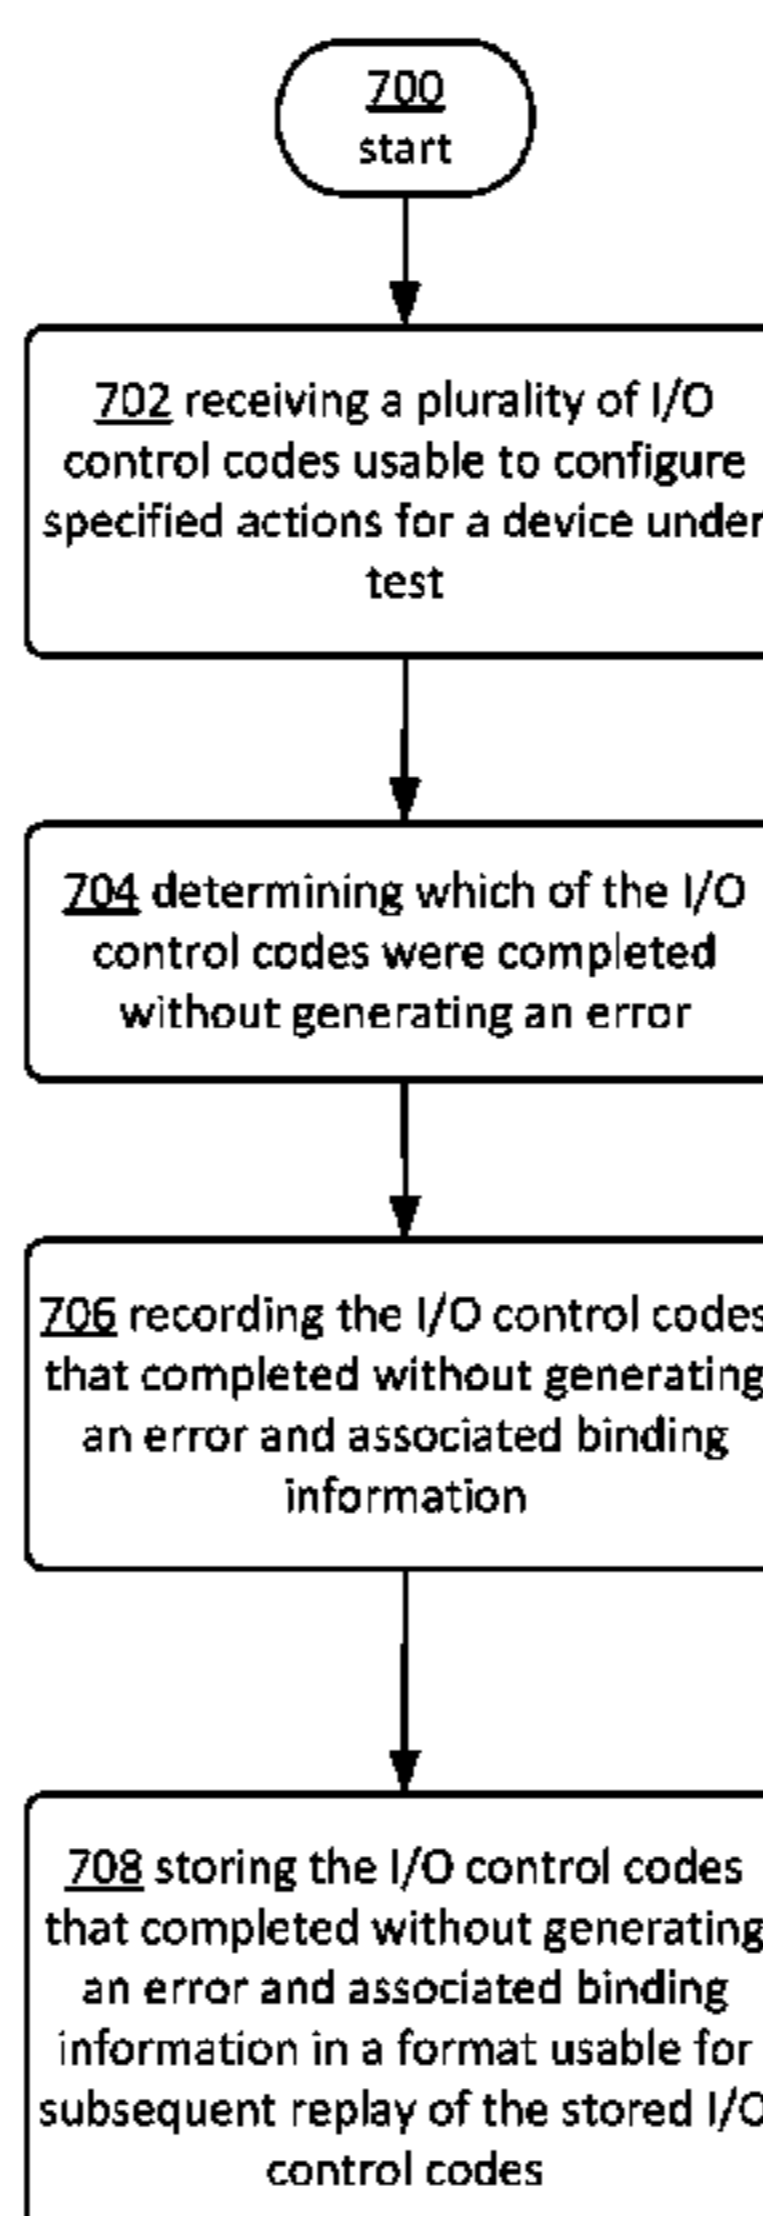 700
start
702 receiving a plurality of I/O
control codes usable to configure
specified actions for a device under
test
704 determining which of the I/O
control codes were completed
without generating an error
706 recording the I/O control codes
that completed without generating
an error and associated binding
information
708 storing the I/O control codes
that completed without generating
an error and associated binding
information in a format usable for
subsequent replay of the stored I/O
control codes